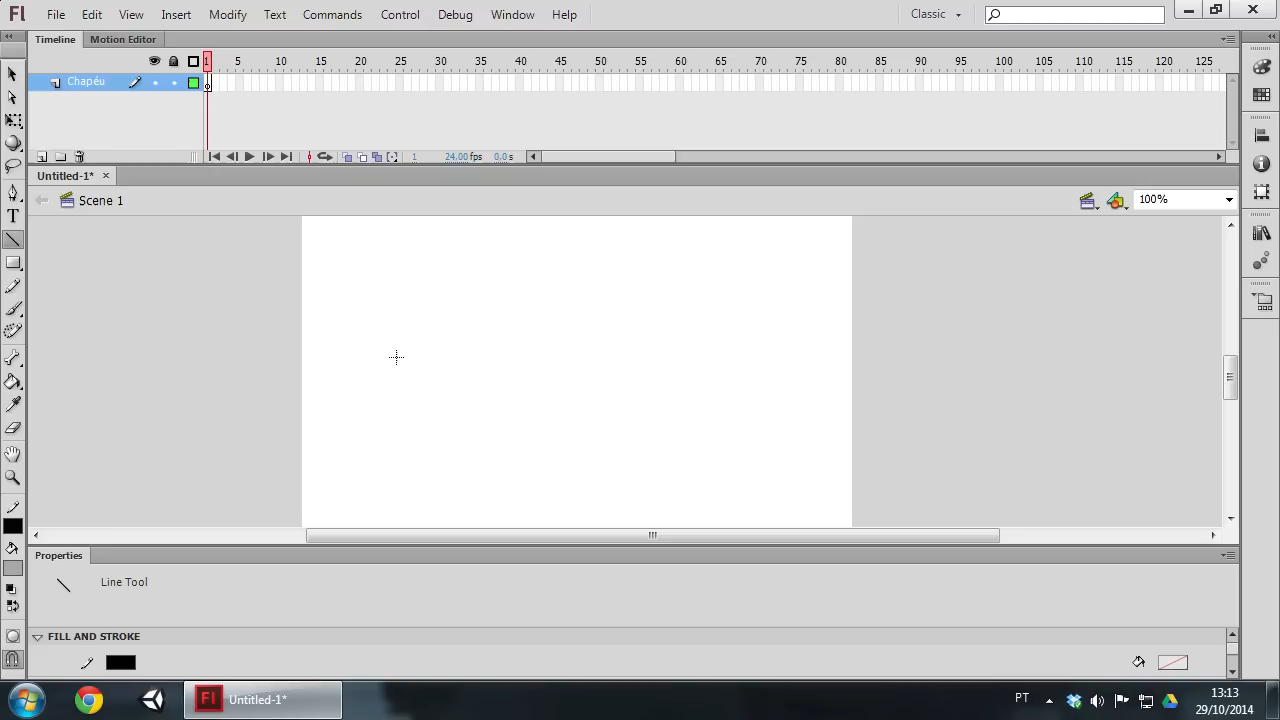 Fl File Edit View Insert Modify Text Commands Control Debug Window Help Classic
Timeline Motion Editor
1 5 10 15 20 25 30 35 40 45 50 55 60 65 70 75 80 85 90 95 100 105 110 115 120 125
Chapéu
1 24.00 fps 0.0 s
Untitled-1* ×
Scene 1 100%
T
Properties
Line Tool
FILL AND STROKE
Fl Untitled-1* PT 13:13
29/10/2014